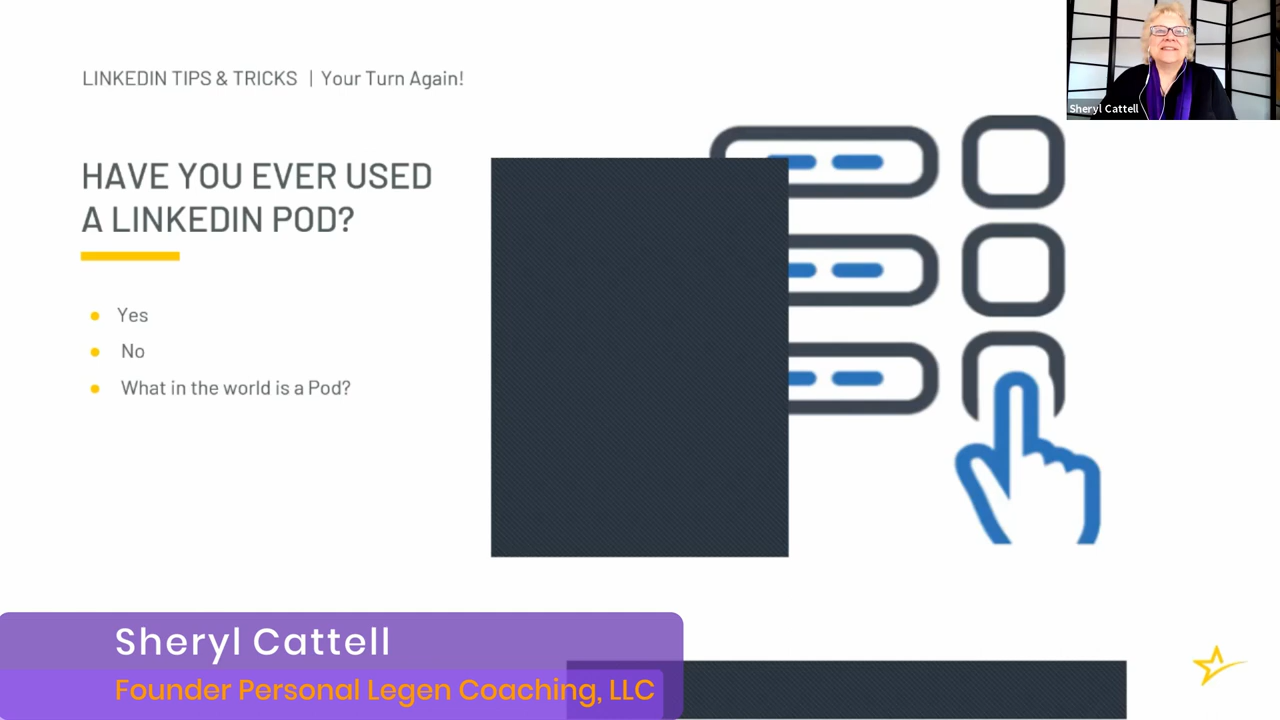 LINKEDIN TIPS & TRICKS | Your Turn Again!
Sheryl Cattell
HAVE YOU EVER USED
A LINKEDIN POD?
Yes
No
What in the world is a Pod?
Sheryl Cattell
Founder Personal Legen Coaching, LLC